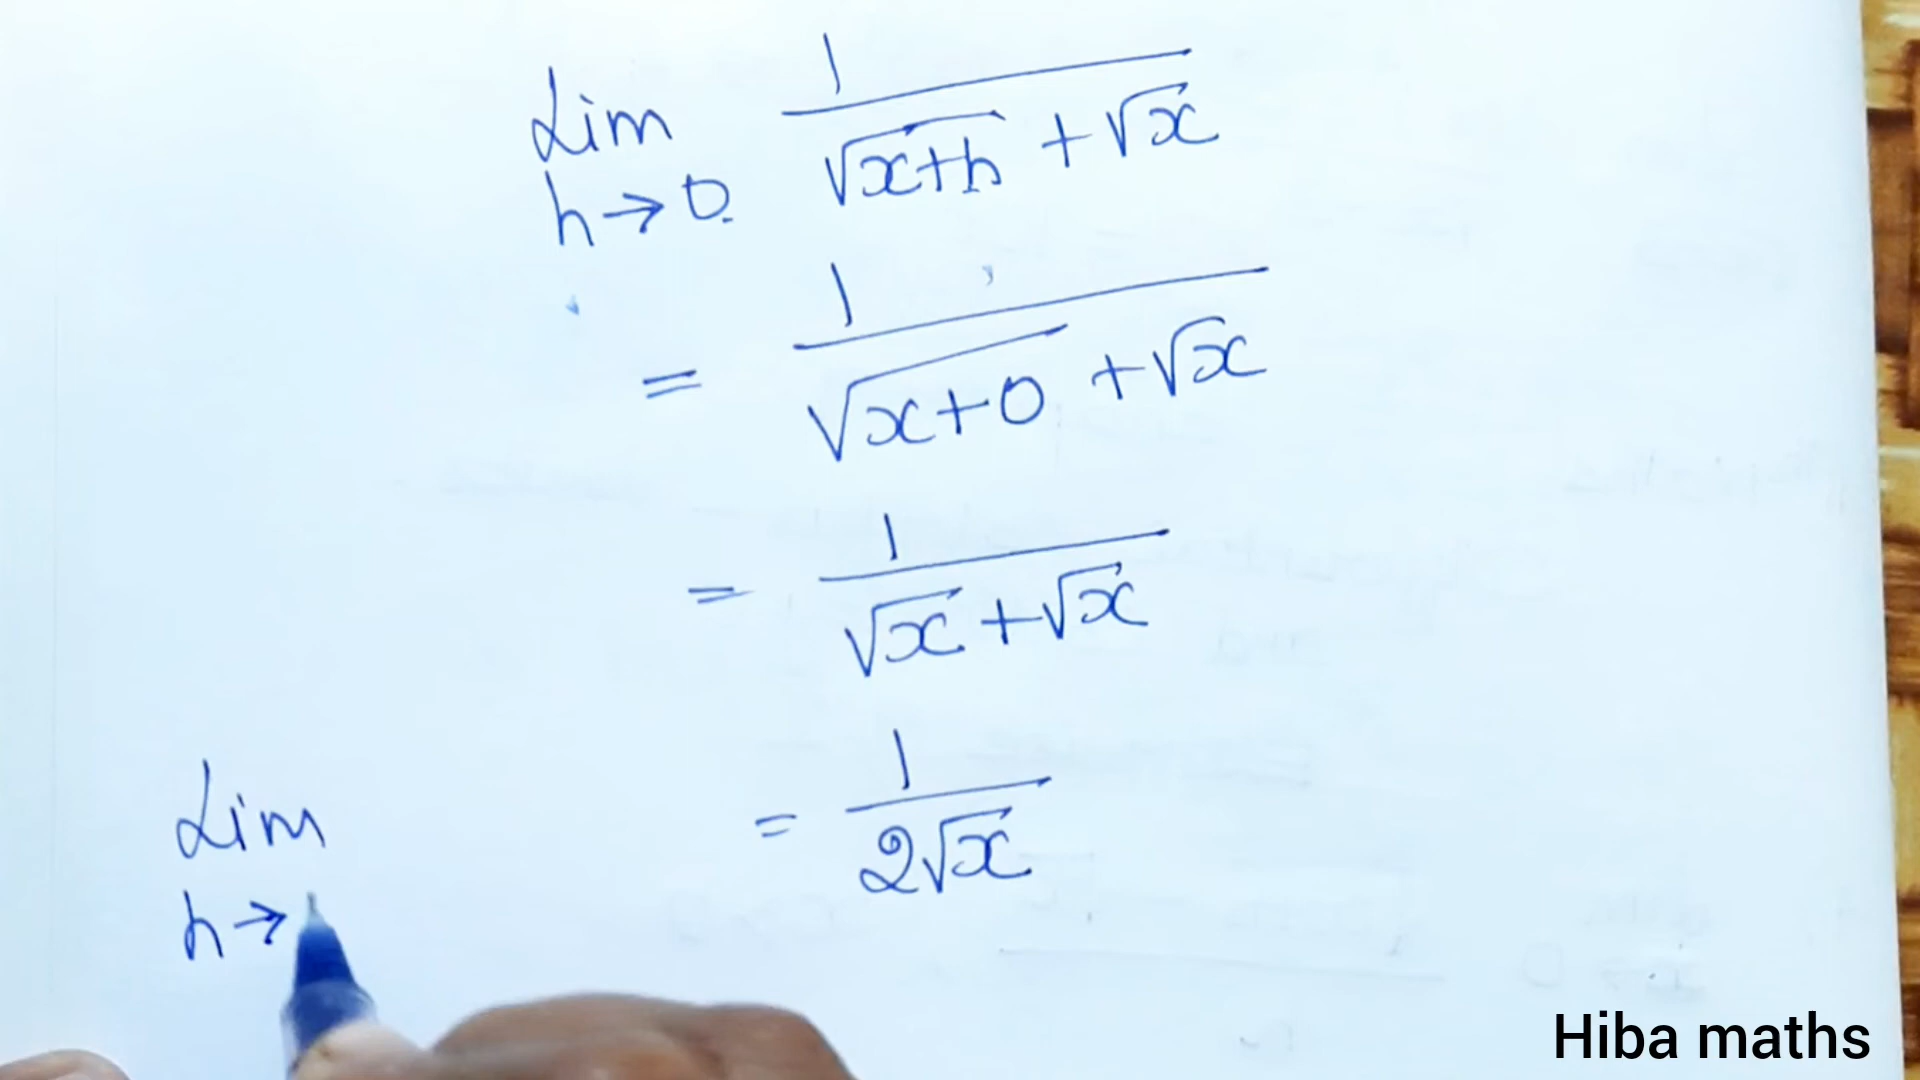 Lim 1/(√x+h + √x)
h→0
= 1/(√x+0 + √x)
= 1/(√x + √x)
Lim = 1/(2√x)
h→
Hiba maths